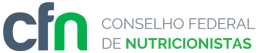 cfn
CONSELHO FEDERAL
DE NUTRICIONISTAS